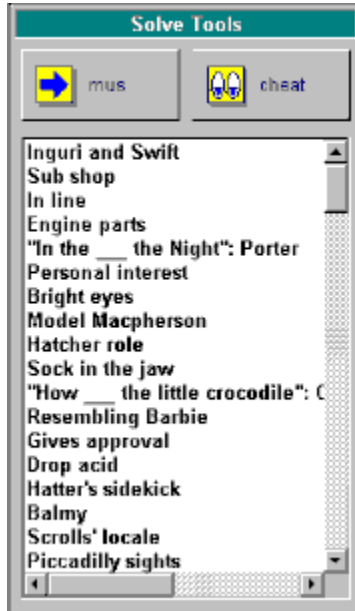 Solve Tools
mus
cheat
Inguri and Swift
Sub shop
In line
Engine parts
"In the ___ the Night": Porter
Personal interest
Bright eyes
Model Macpherson
Hatcher role
Sock in the jaw
"How ___ the little crocodile": C
Resembling Barbie
Gives approval
Drop acid
Hatter's sidekick
Balmy
Scrolls' locale
Piccadilly sights